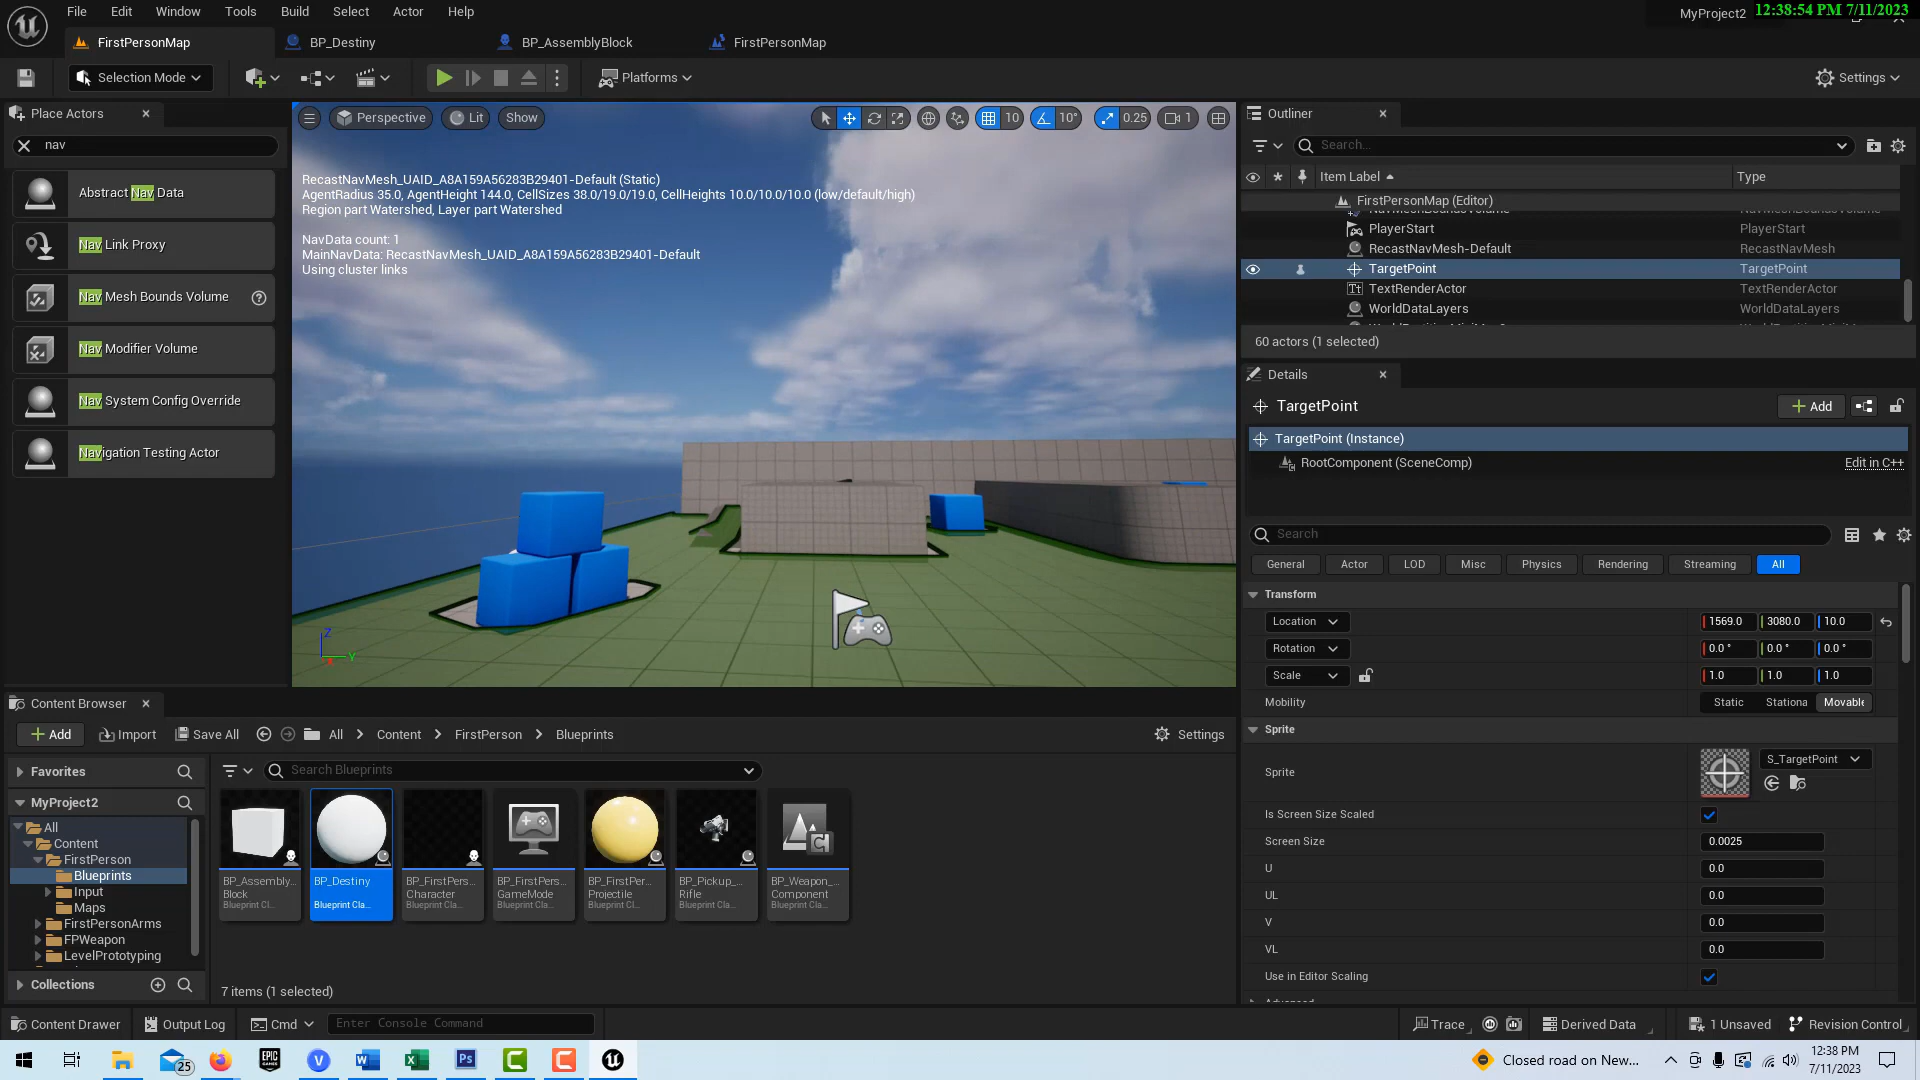 File Edit Window Tools Build Select Actor Help
MyProject2
12:38:54 PM 7/11/2023
FirstPersonMap
BP_Destiny
BP_AssemblyBlock
FirstPersonMap
Selection Mode
Platforms
Settings
Place Actors
nav
Abstract Nav Data
Nav Link Proxy
Nav Mesh Bounds Volume
Nav Modifier Volume
Nav System Config Override
Navigation Testing Actor
Perspective
Lit
Show
10
10°
0.25
1
RecastNavMesh_UAID_A8A159A56283B29401-Default (Static)
AgentRadius 35.0, AgentHeight 144.0, CellSizes 38.0/19.0/19.0, CellHeights 10.0/10.0/10.0 (low/default/high)
Region part Watershed, Layer part Watershed
NavData count: 1
MainNavData: RecastNavMesh_UAID_A8A159A56283B29401-Default
Using cluster links
Z
Y
Outliner
Search...
Item Label
Type
FirstPersonMap (Editor)
NavMeshBoundsVolume
PlayerStart PlayerStart
RecastNavMesh-Default RecastNavMesh
TargetPoint TargetPoint
TextRenderActor TextRenderActor
WorldDataLayers WorldDataLayers
60 actors (1 selected)
Details
TargetPoint
Add
TargetPoint (Instance)
RootComponent (SceneComp)
Edit in C++
Search
General Actor LOD Misc Physics Rendering Streaming All
Transform
Location 1569.0 3080.0 10.0
Rotation 0.0° 0.0° 0.0°
Scale 1.0 1.0 1.0
Mobility Static Stationa Movable
Sprite
Sprite
S_TargetPoint
Is Screen Size Scaled
Screen Size 0.0025
U 0.0
UL 0.0
V 0.0
VL 0.0
Use in Editor Scaling
Advanced
Content Browser
Add
Import
Save All
All > Content > FirstPerson > Blueprints
Settings
Favorites
MyProject2
All
Content
FirstPerson
Blueprints
Input
Maps
FirstPersonArms
FPWeapon
LevelPrototyping
Collections
Search Blueprints
BP_Assembly..
Block
Blueprint Cla...
BP_Destiny
Blueprint Cla...
BP_FirstPers...
Character
Blueprint Cla...
BP_FirstPers...
GameMode
Blueprint Cla...
BP_FirstPer...
Projectile
Blueprint Cla...
BP_Pickup_...
Rifle
Blueprint Cla...
BP_Weapon_...
Component
Blueprint Cla...
7 items (1 selected)
Content Drawer
Output Log
Cmd
Enter Console Command
Trace
Derived Data
1 Unsaved
Revision Control
25
EPIC GAMES
V
W
X
Ps
Closed road on New...
12:38 PM
7/11/2023